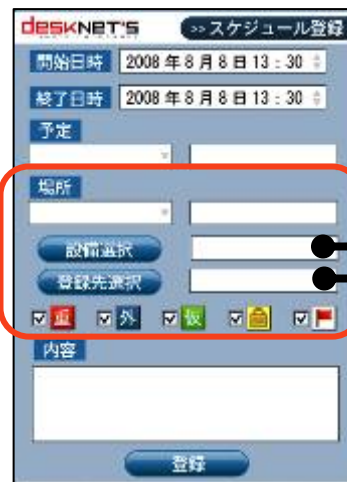 desknet's >>スケジュール登録
開始日時 2008年8月8日13:30
終了日時 2008年8月8日13:30
予定
場所
設備選択
登録先選択
重 外 仮
内容
登録